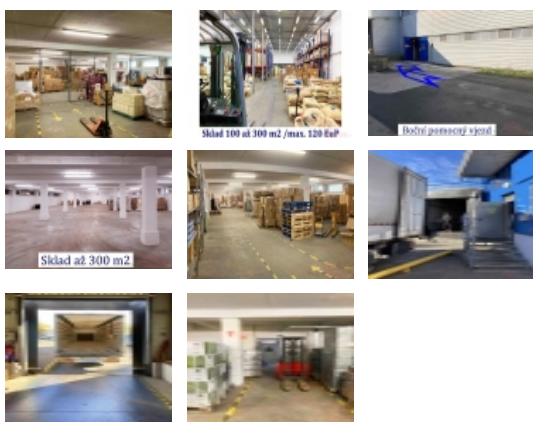 Sklad 100 až 300 m2 /max. 120 EuP
Boční pomocný vjezd
Sklad až 300 m2